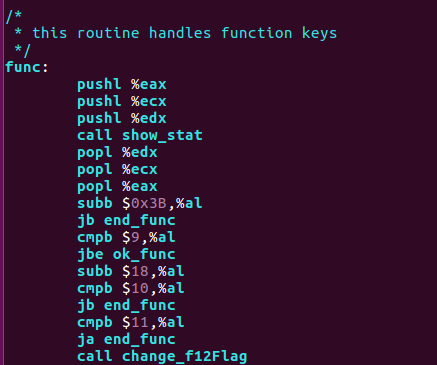 /*
 * this routine handles function keys
 */
func:
        pushl %eax
        pushl %ecx
        pushl %edx
        call show_stat
        popl %edx
        popl %ecx
        popl %eax
        subb $0x3B,%al
        jb end_func
        cmpb $9,%al
        jbe ok_func
        subb $18,%al
        cmpb $10,%al
        jb end_func
        cmpb $11,%al
        ja end_func
        call change_f12Flag